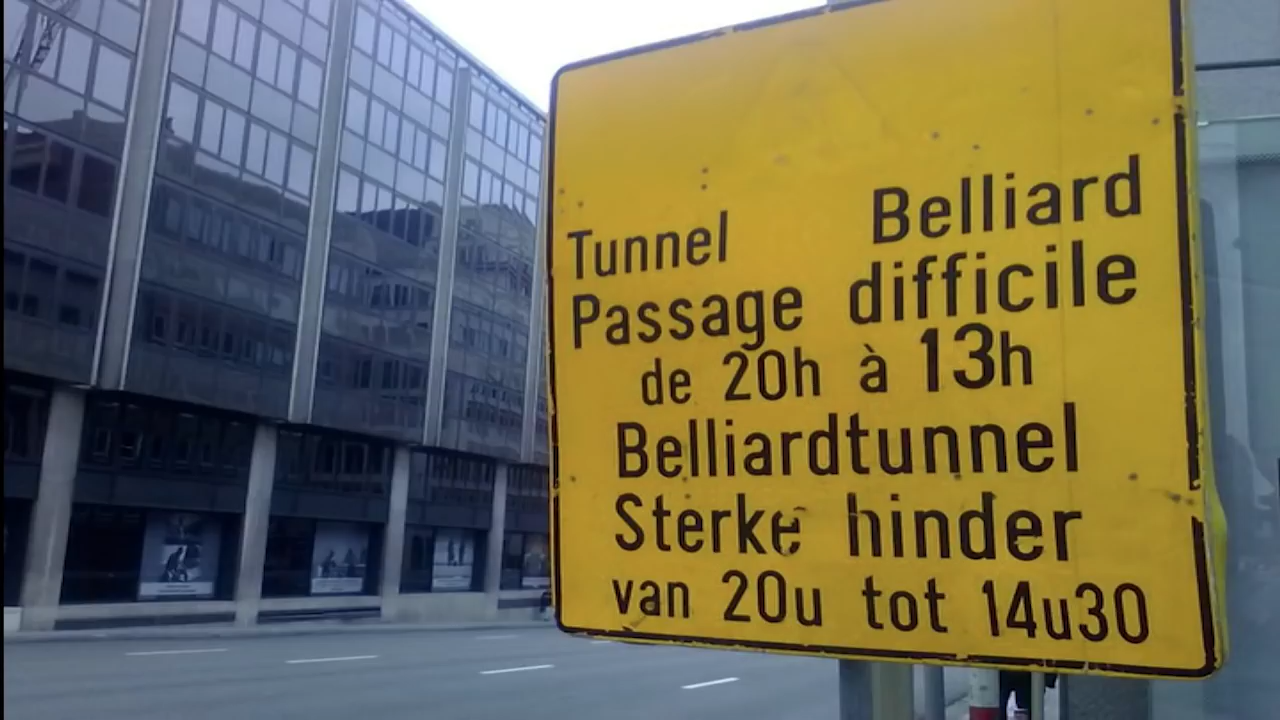 Tunnel Belliard
Passage difficile
de 20h à 13h
Belliardtunnel
Sterke hinder
van 20u tot 14u30